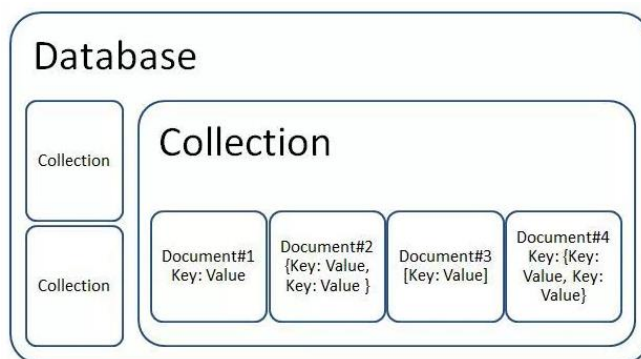 Database
Collection
Collection
Collection
Document#1
Key: Value
Document#2
{Key: Value,
Key: Value }
Document#3
[Key: Value]
Document#4
Key: {Key:
Value, Key:
Value}